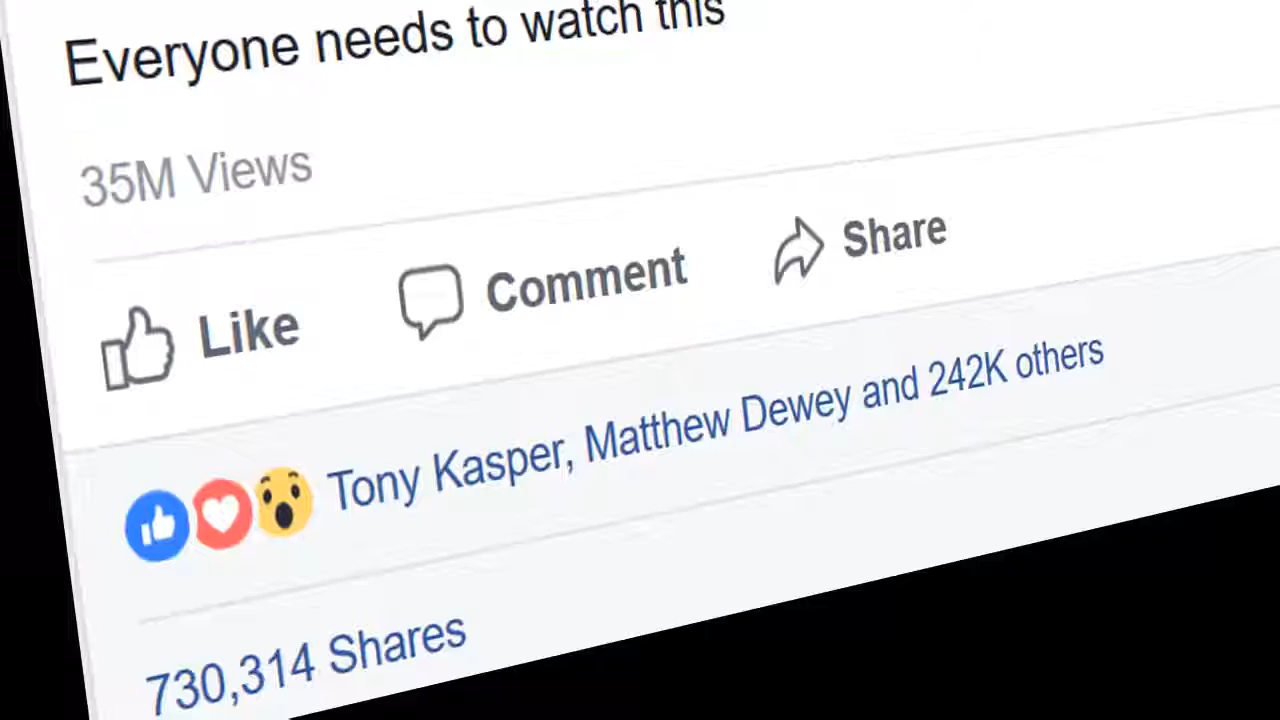 Everyone needs to watch this
35M Views
Like Comment Share
Tony Kasper, Matthew Dewey and 242K others
730,314 Shares